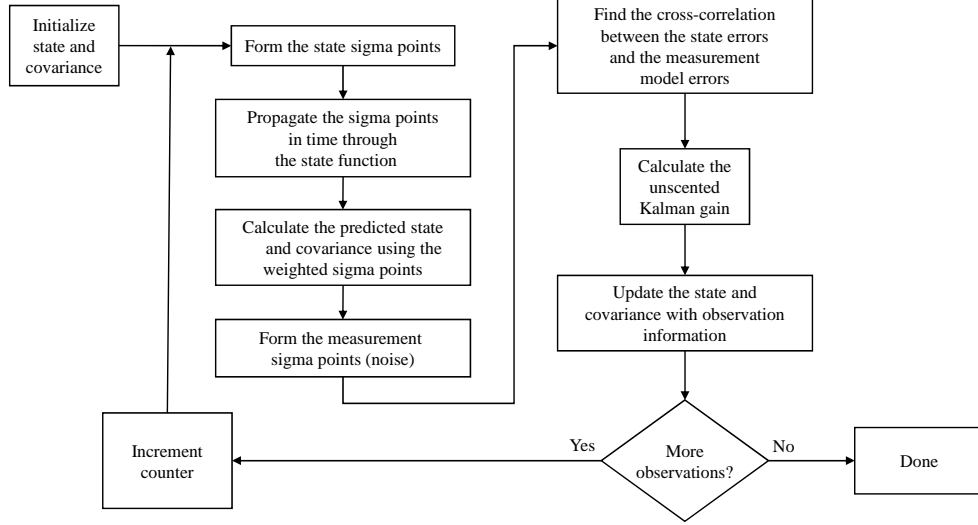 Initialize
state and
covariance
Form the state sigma points
Propagate the sigma points
in time through
the state function
Calculate the predicted state
and covariance using the
weighted sigma points
Form the measurement
sigma points (noise)
Find the cross-correlation
between the state errors
and the measurement
model errors
Calculate the
unscented
Kalman gain
Update the state and
covariance with observation
information
More
observations?
Yes
No
Increment
counter
Done